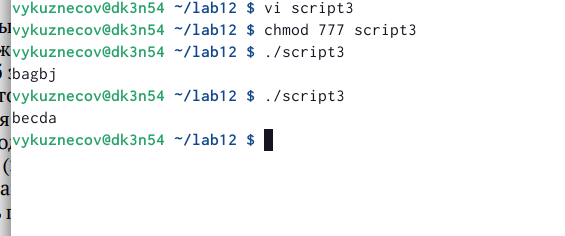 vykuznecov@dk3n54 ~/lab12 $ vi script3
vykuznecov@dk3n54 ~/lab12 $ chmod 777 script3
vykuznecov@dk3n54 ~/lab12 $ ./script3
bagbj
vykuznecov@dk3n54 ~/lab12 $ ./script3
becda
vykuznecov@dk3n54 ~/lab12 $